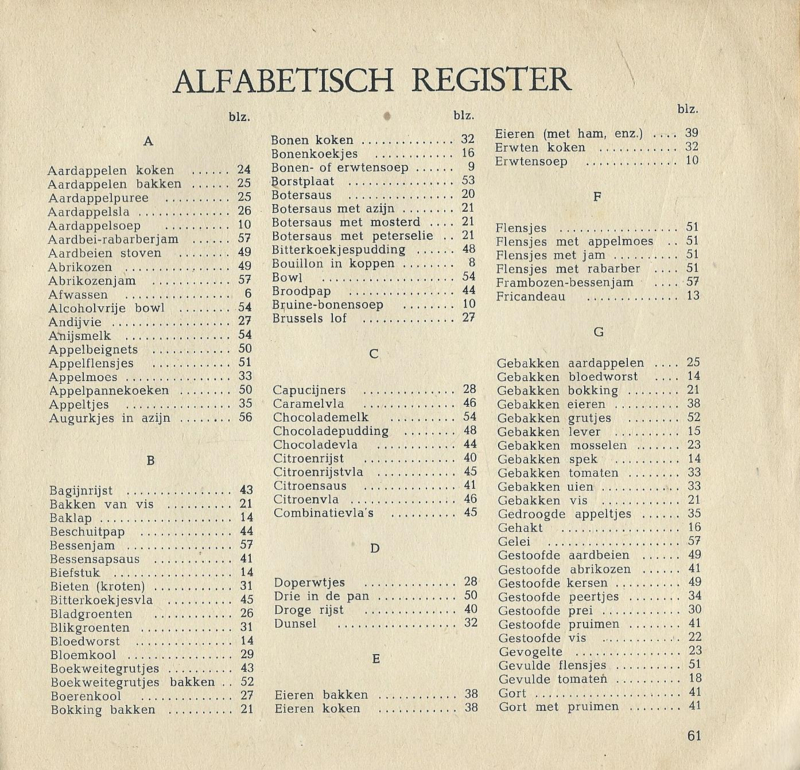 ALFABETISCH REGISTER
blz.
A
Aardappelen koken ...... 24
Aardappelen bakken ...... 25
Aardappelpuree .......... 25
Aardappelsla ............. 26
Aardappelsoep .......... 10
Aardbei-rabarberjam ...... 57
Aardbeien stoven ........ 49
Abrikozen ............... 49
Abrikozenjam ............ 57
Afwassen ............... 6
Alcoholvrije bowl ........ 54
Andijvie ................ 27
Anijsmelk ............... 54
Appelbeignets ........... 50
Appelflensjes ............ 51
Appelmoes .............. 33
Appelpannekoeken ........ 50
Appeltjes ............... 35
Augurkjes in azijn ....... 56
B
Bagijnrijst ............... 43
Bakken van vis .......... 21
Baklap .................. 14
Beschuitpap ............. 44
Bessenjam .............. 57
Bessensapsaus ........... 41
Biefstuk ................ 14
Bieten (kroten) .......... 31
Bitterkoekjesvla .......... 45
Bladgroenten ............ 26
Blikgroenten ............. 31
Bloedworst .............. 14
Bloemkool .............. 29
Boekweitegrutjes ......... 43
Boekweitegrutjes bakken .. 52
Boerenkool ............. 27
Bokking bakken ......... 21
blz.
Bonen koken ............ 32
Bonenkoekjes ........... 16
Bonen- of erwtensoep ...... 9
Borstplaat .............. 53
Botersaus ............... 20
Botersaus met azijn ....... 21
Botersaus met mosterd .... 21
Botersaus met peterselie .. 21
Bitterkoekjespudding ...... 48
Bouillon in koppen ....... 8
Bowl ................... 54
Broodpap ............... 44
Bruine-bonensoep ....... 10
Brussels lof ............ 27
C
Capucijners ............ 28
Caramelvla ............ 46
Chocolademelk ......... 54
Chocoladepudding ....... 48
Chocoladevla ........... 44
Citroenrijst ............. 40
Citroenrijstvla .......... 45
Citroensaus ............. 41
Citroenvla .............. 46
Combinatievla's ......... 45
D
Doperwtjes ............ 28
Drie in de pan .......... 50
Droge rijst ............ 40
Dunsel ............... 32
E
Eieren bakken ........... 38
Eieren koken ............ 38
blz.
Eieren (met ham, enz.) .... 39
Erwten koken ........... 32
Erwtensoep ............. 10
F
Flensjes ................. 51
Flensjes met appelmoes .. 51
Flensjes met jam ......... 51
Flensjes met rabarber .... 51
Frambozen-bessenjam ..... 57
Fricandeau ............. 13
G
Gebakken aardappelen .... 25
Gebakken bloedworst .... 14
Gebakken bokking ....... 21
Gebakken eieren ......... 38
Gebakken grutjes ........ 52
Gebakken lever ......... 15
Gebakken mosselen ...... 23
Gebakken spek ......... 14
Gebakken tomaten ....... 33
Gebakken uien .......... 33
Gebakken vis ........... 21
Gedroogde appeltjes ...... 35
Gehakt ................ 16
Gelei .................. 57
Gestoofde aardbeien ...... 49
Gestoofde abrikozen ...... 41
Gestoofde kersen ........ 49
Gestoofde peertjes ....... 34
Gestoofde prei .......... 30
Gestoofde pruimen ....... 41
Gestoofde vis ........... 22
Gevogelte .............. 23
Gevulde flensjes ......... 51
Gevulde tomaten ........ 18
Gort .................... 41
Gort met pruimen ........ 41
61